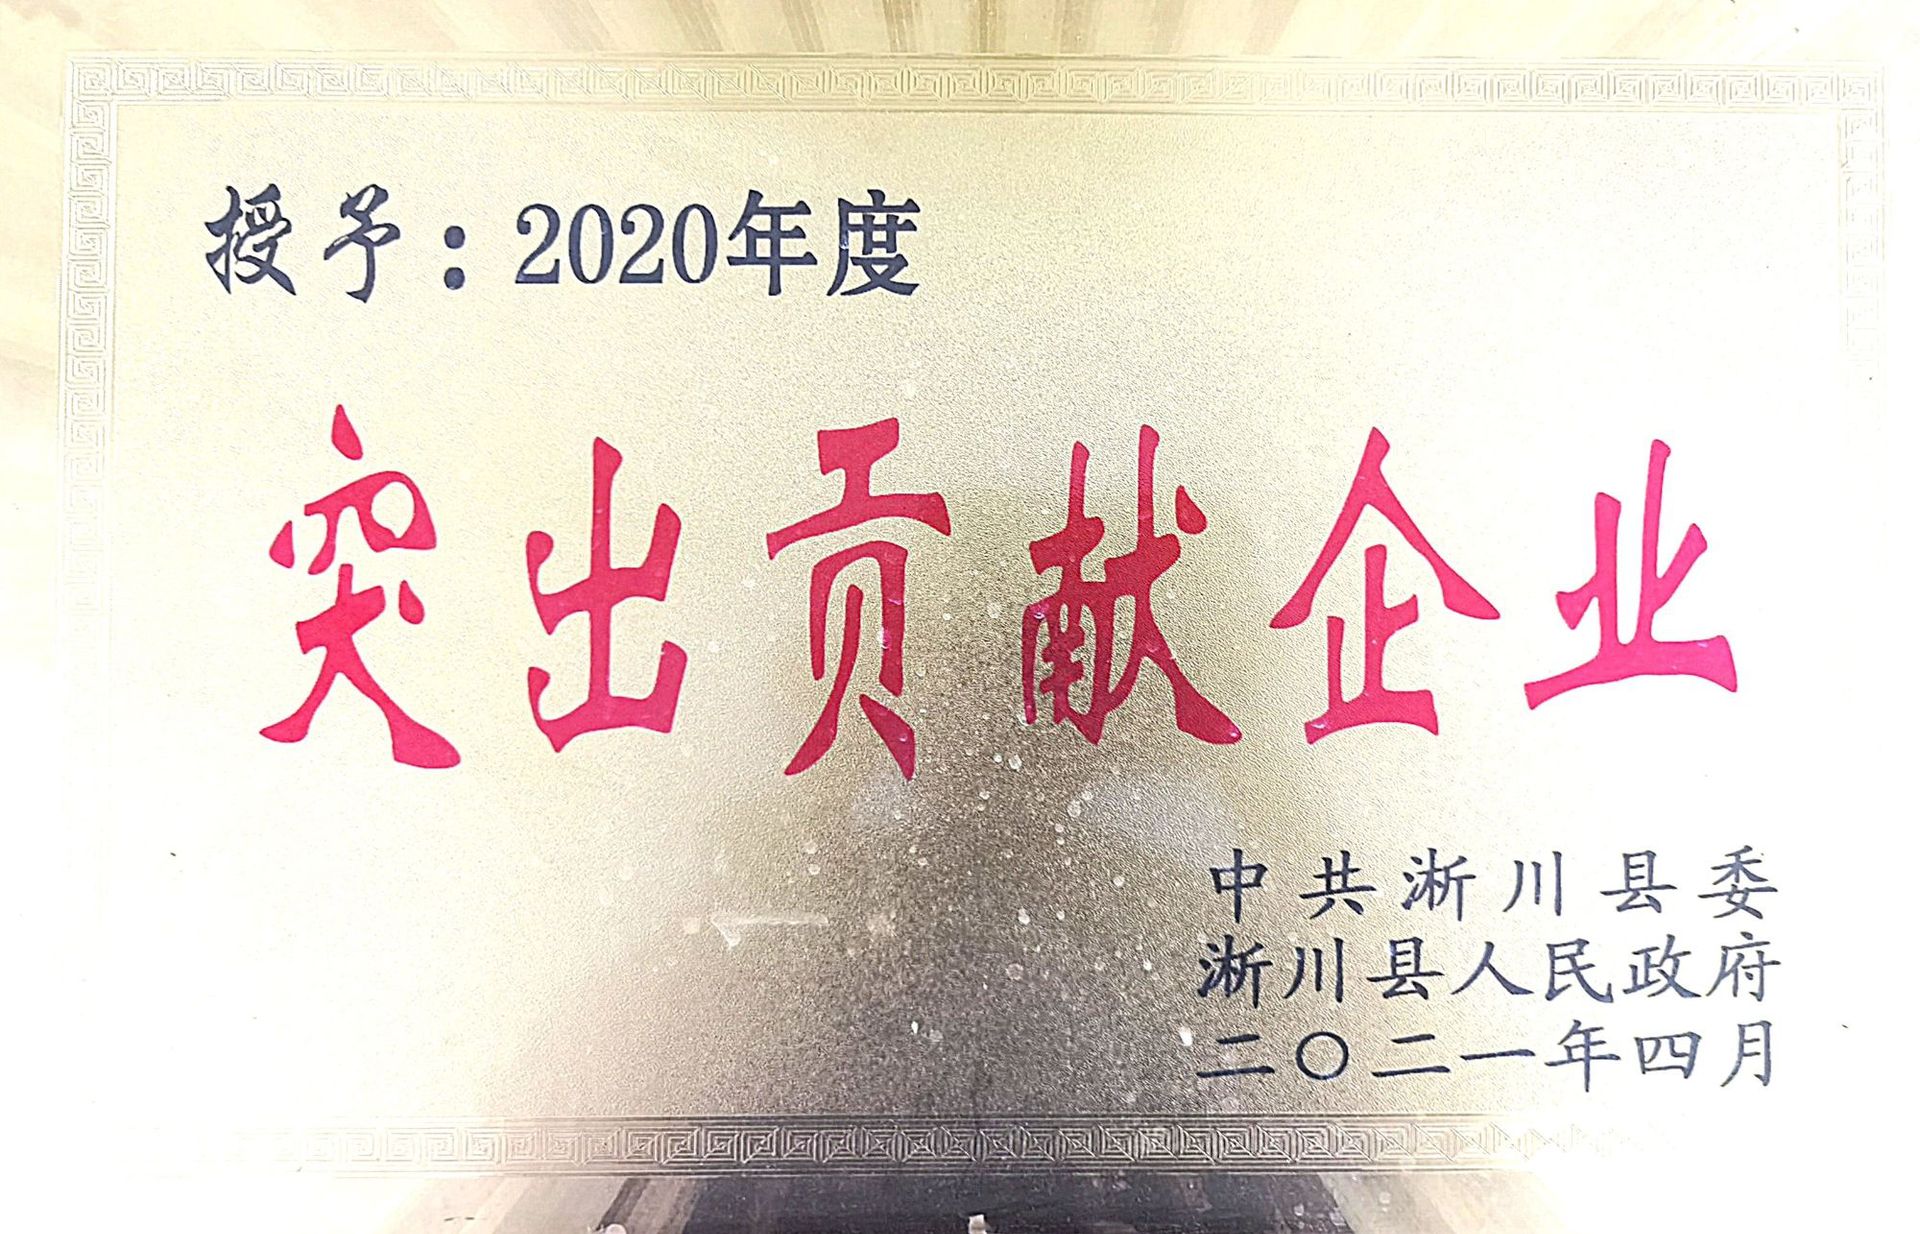 授予：2020年度
突出贡献企业
中共淅川县委
淅川县人民政府
二〇二一年四月